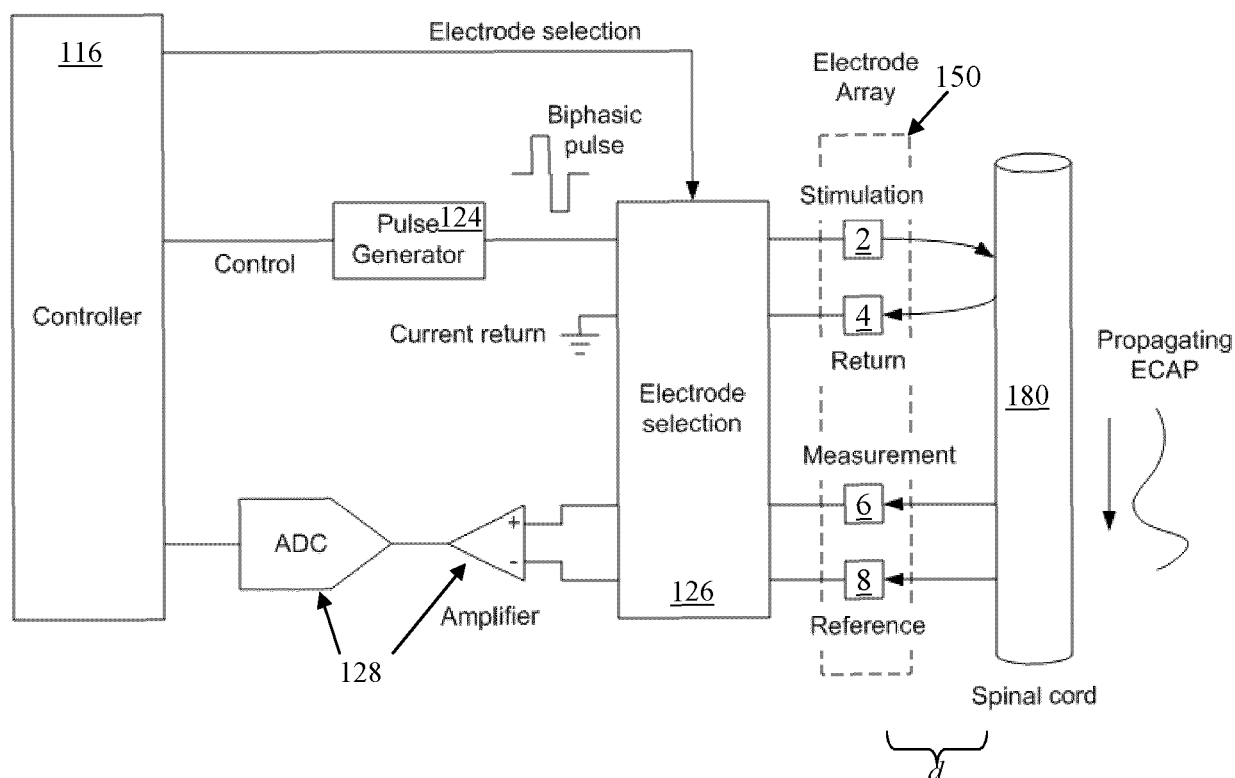 Electrode selection
116
Electrode
Array
150
Biphasic
pulse
Stimulation
Pulse 124
Generator
2
Control
Controller
Current return
4
Return
Propagating
ECAP
Electrode
selection
180
Measurement
6
+
ADC
-
8
126
Amplifier
Reference
128
Spinal cord
d